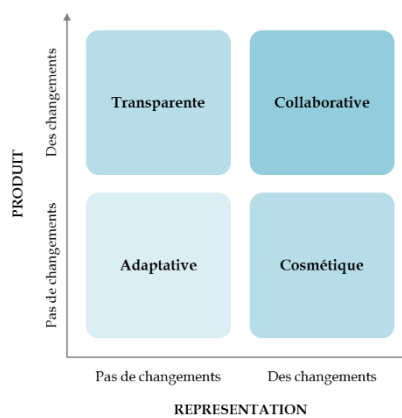 PRODUIT
Des changements
Pas de changements
Transparente
Collaborative
Adaptative
Cosmétique
Pas de changements
Des changements
REPRESENTATION